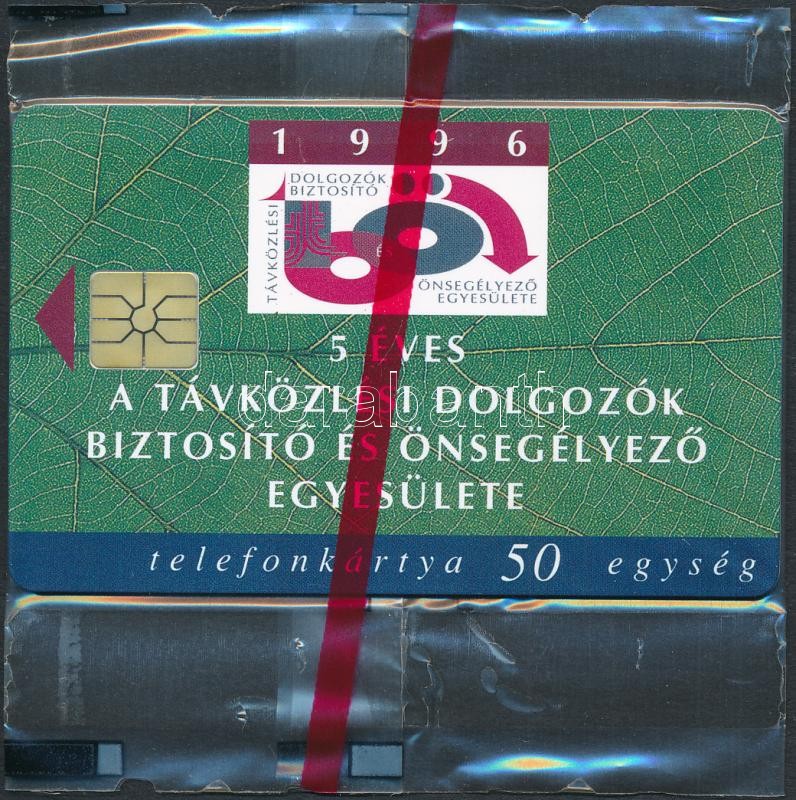 1 9 9 6
DOLGOZÓK
BIZTOSÍTÓ
TÁVKÖZLÉSI
É
ÖNSEGÉLYEZŐ
EGYESÜLETE
5 ÉVES
A TÁVKÖZLÉSI DOLGOZÓK
BIZTOSÍTÓ ÉS ÖNSEGÉLYEZŐ
EGYESÜLETE
telefonkártya 50 egység
darabanth